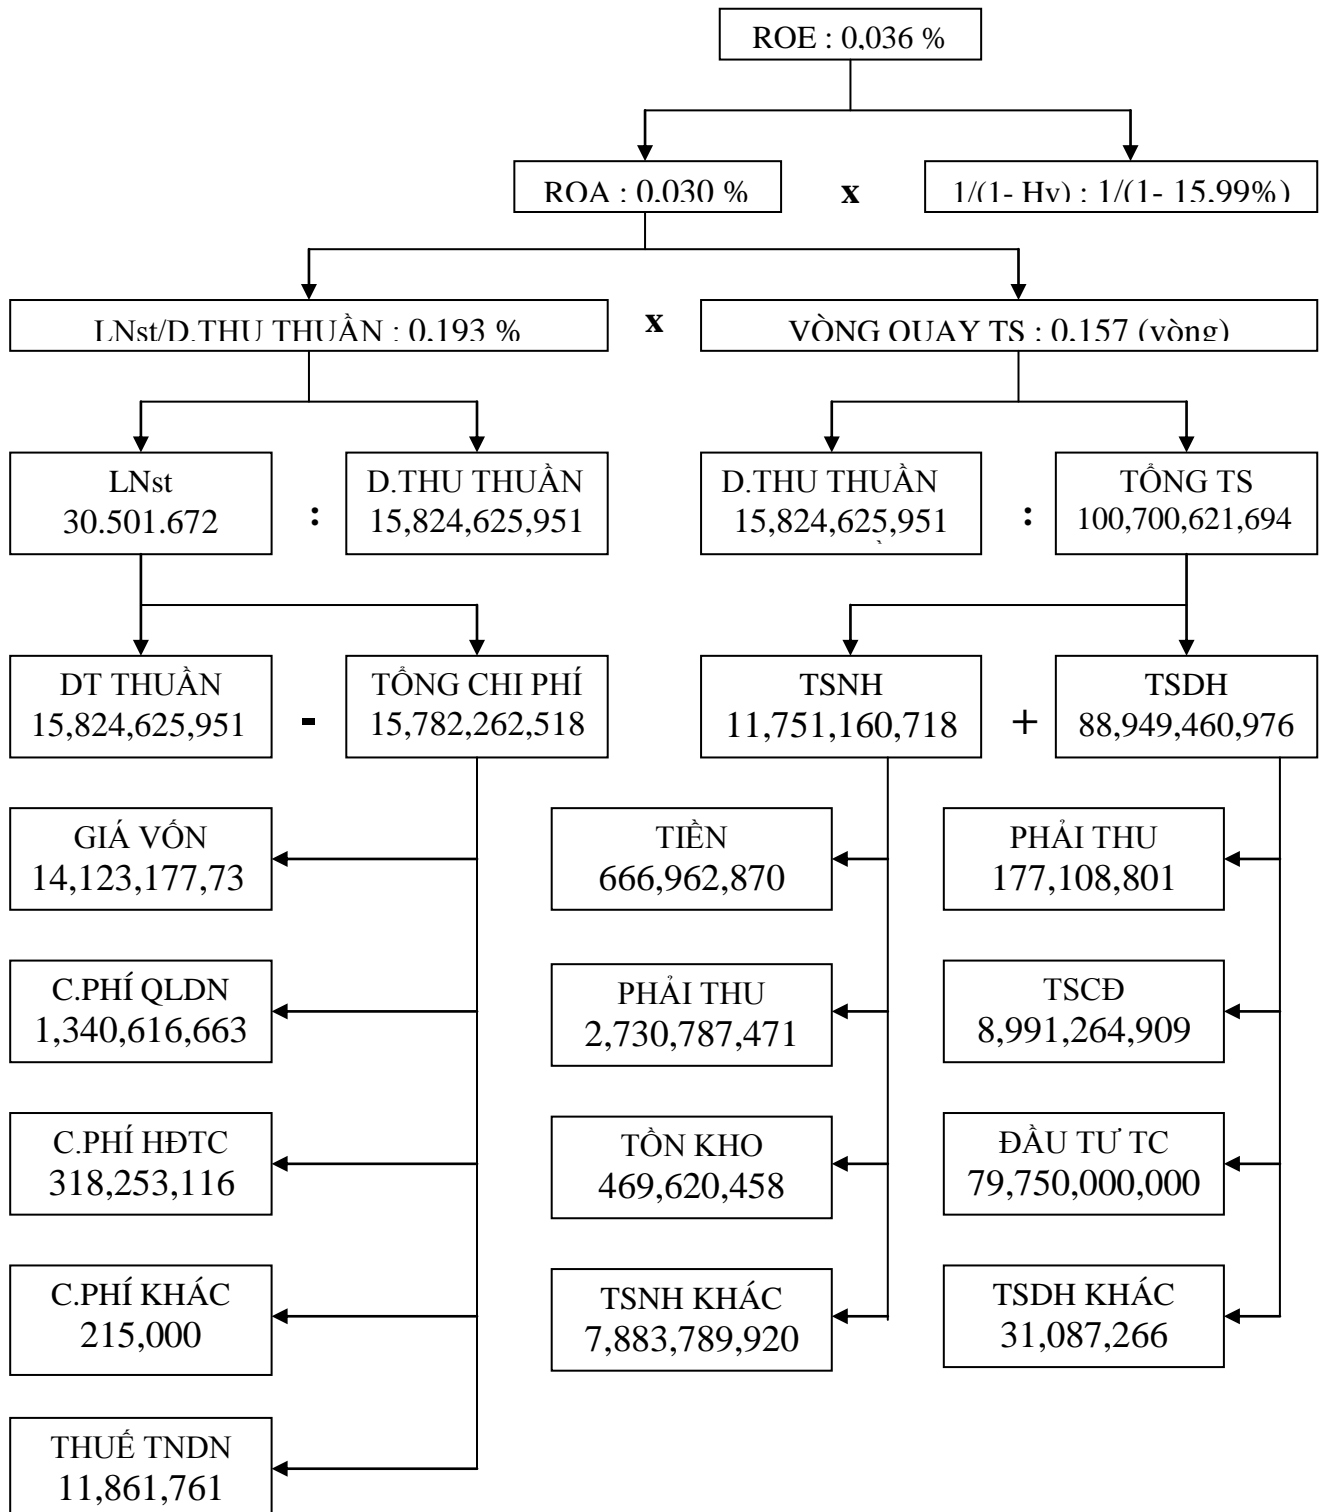 ROE : 0,036 %
ROA : 0,030 %
x
1/(1- Hv) : 1/(1- 15,99%)
LNst/D.THU THUẦN : 0,193 %
x
VÒNG QUAY TS : 0,157 (vòng)
LNst
30.501.672
:
D.THU THUẦN
15,824,625,951
D.THU THUẦN
15,824,625,951
:
TỔNG TS
100,700,621,694
DT THUẦN
15,824,625,951
-
TỔNG CHI PHÍ
15,782,262,518
TSNH
11,751,160,718
+
TSDH
88,949,460,976
GIÁ VỐN
14,123,177,73
TIỀN
666,962,870
PHẢI THU
177,108,801
C.PHÍ QLDN
1,340,616,663
PHẢI THU
2,730,787,471
TSCĐ
8,991,264,909
C.PHÍ HĐTC
318,253,116
TỒN KHO
469,620,458
ĐẦU TƯ TC
79,750,000,000
C.PHÍ KHÁC
215,000
TSNH KHÁC
7,883,789,920
TSDH KHÁC
31,087,266
THUẾ TNDN
11,861,761